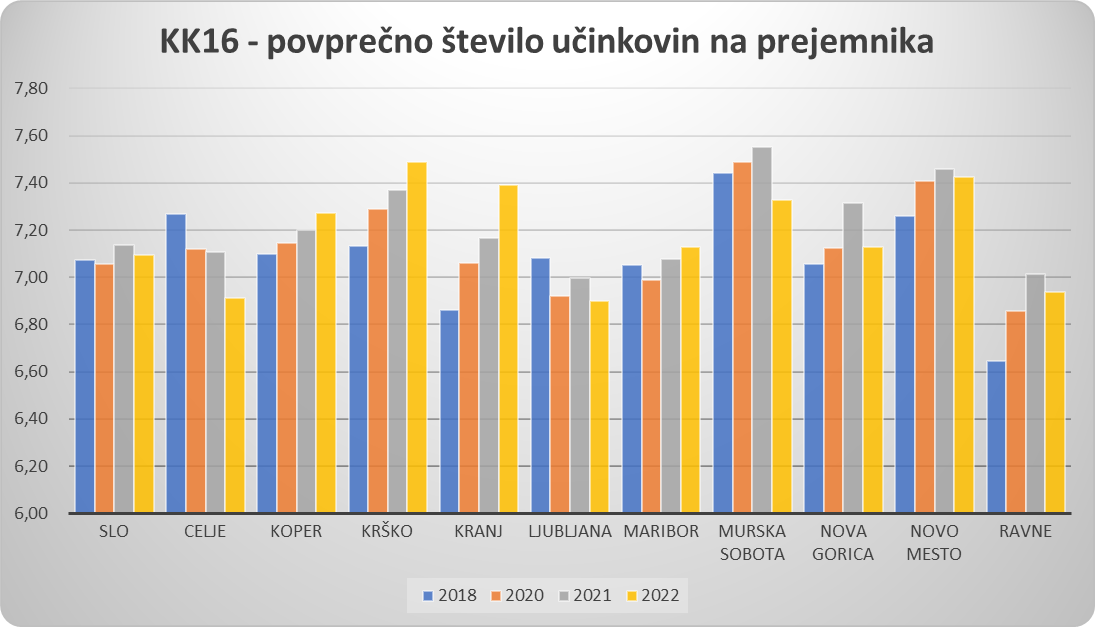 KK16 - povprečno število učinkovin na prejemnika
7,80
7,60
7,40
7,20
7,00
6,80
6,60
6,40
6,20
6,00
SLO CELJE KOPER KRŠKO KRANJ LJUBLJANA MARIBOR MURSKA NOVA NOVO RAVNE
SOBOTA GORICA MESTO
2018 2020 2021 2022